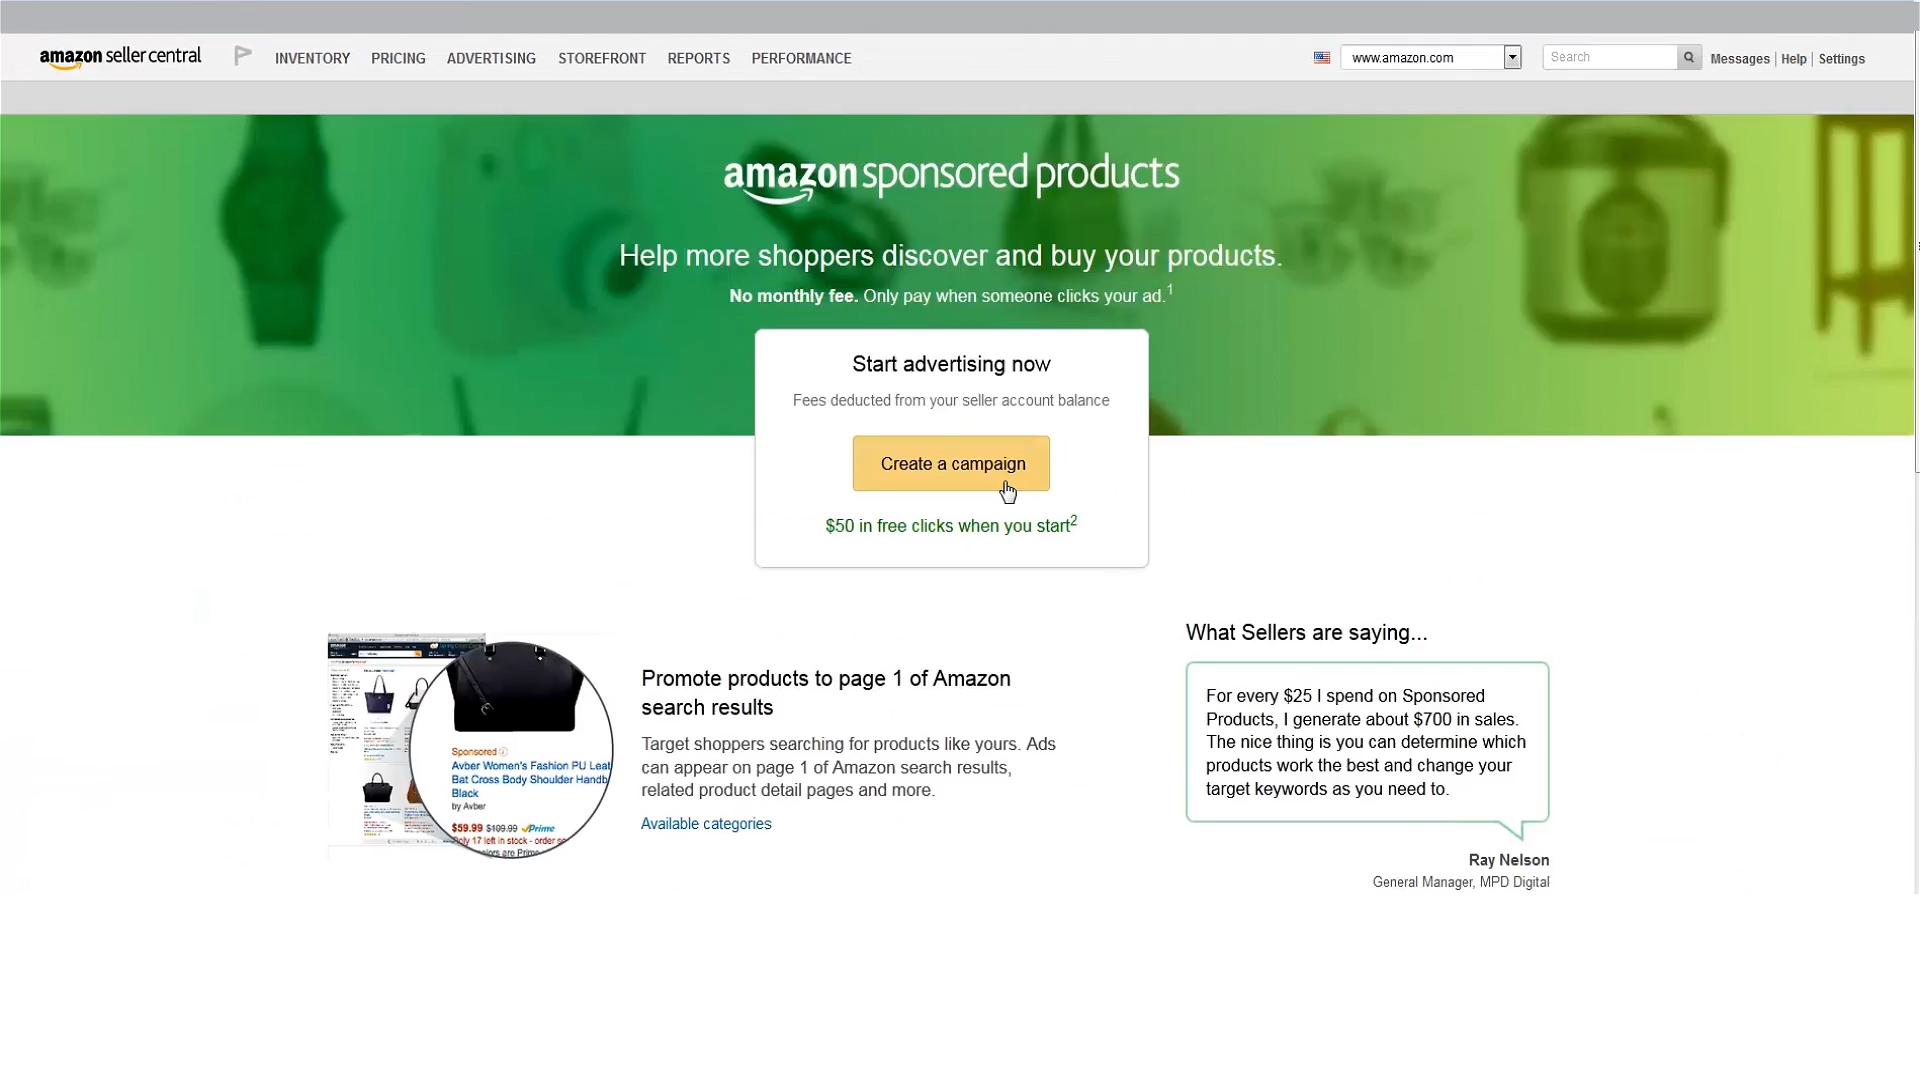 amazon seller central INVENTORY PRICING ADVERTISING STOREFRONT REPORTS PERFORMANCE www.amazon.com Search Messages | Help | Settings
amazon sponsored products
Help more shoppers discover and buy your products.
No monthly fee. Only pay when someone clicks your ad.1
Start advertising now
Fees deducted from your seller account balance
Create a campaign
$50 in free clicks when you start2
Sponsored
Avber Women's Fashion PU Leat
Bat Cross Body Shoulder Handb
Black
by Avber
$59.99 $109.99 Prime
Only 17 left in stock - order so
Promote products to page 1 of Amazon
search results
Target shoppers searching for products like yours. Ads
can appear on page 1 of Amazon search results,
related product detail pages and more.
Available categories
What Sellers are saying...
For every $25 I spend on Sponsored
Products, I generate about $700 in sales.
The nice thing is you can determine which
products work the best and change your
target keywords as you need to.
Ray Nelson
General Manager, MPD Digital